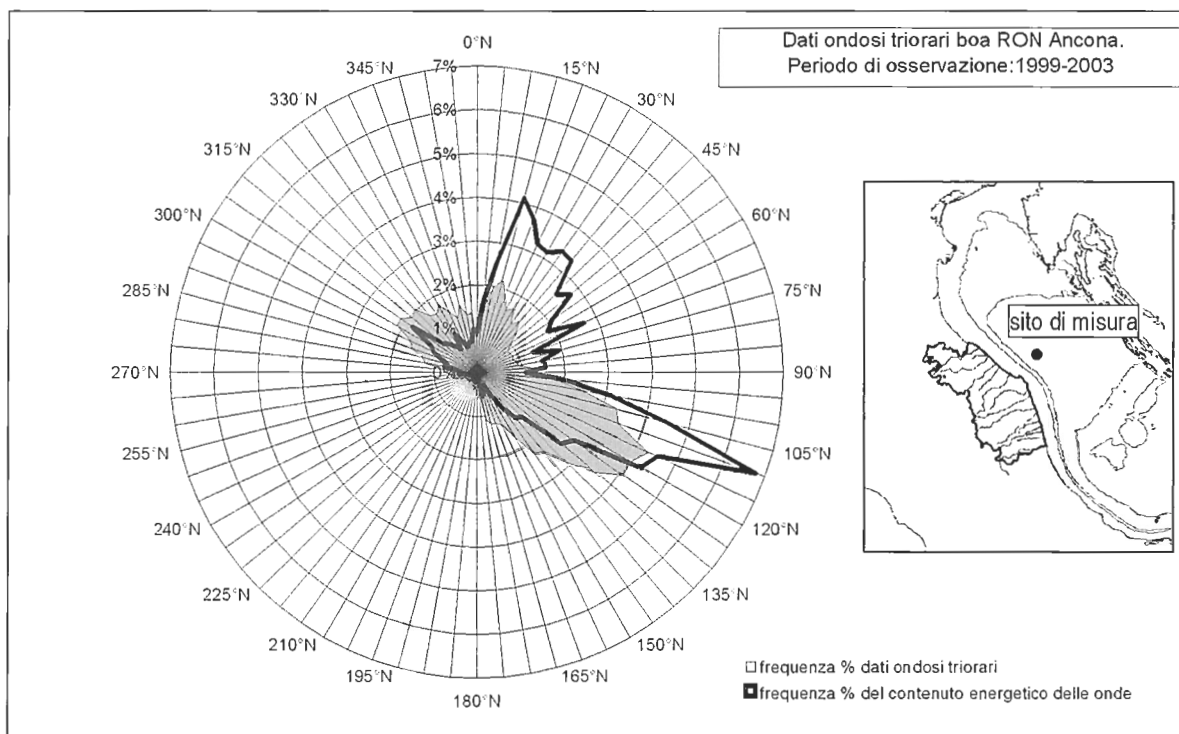 Dati ondosi triorari boa RON Ancona.
Periodo di osservazione:1999-2003
0°N
15°N
30°N
45°N
60°N
75°N
90°N
105°N
120°N
135°N
150°N
165°N
180°N
195°N
210°N
225°N
240°N
255°N
270°N
285°N
300°N
315°N
330°N
345°N
7%
6%
5%
4%
3%
2%
1%
0%
sito di misura
frequenza % dati ondosi triorari
frequenza % del contenuto energetico delle onde